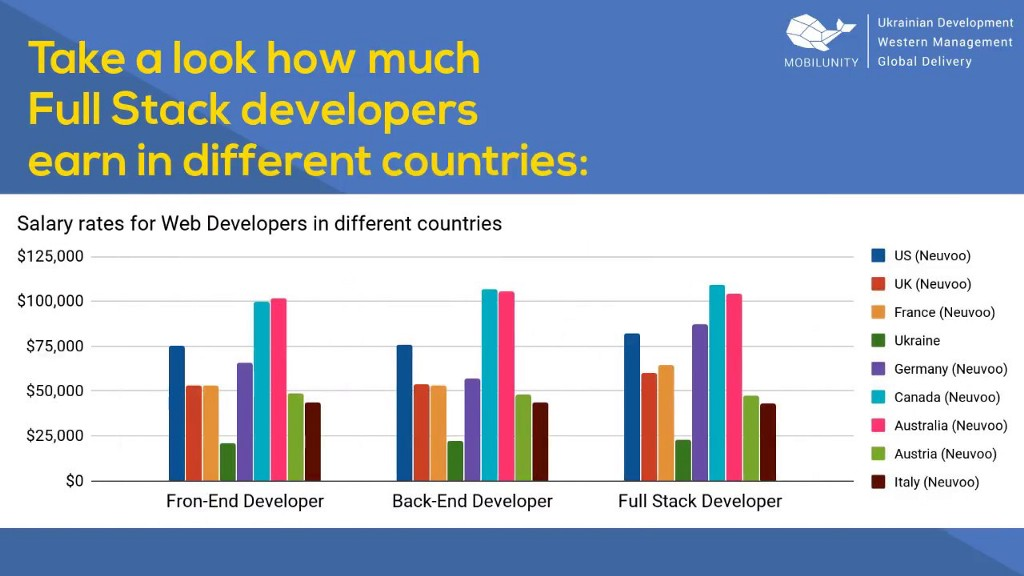 Take a look how much
Full Stack developers
earn in different countries:
MOBILUNITY
Ukrainian Development
Western Management
Global Delivery
Salary rates for Web Developers in different countries
$125,000
$100,000
$75,000
$50,000
$25,000
$0
Fron-End Developer
Back-End Developer
Full Stack Developer
US (Neuvoo)
UK (Neuvoo)
France (Neuvoo)
Ukraine
Germany (Neuvoo)
Canada (Neuvoo)
Australia (Neuvoo)
Austria (Neuvoo)
Italy (Neuvoo)